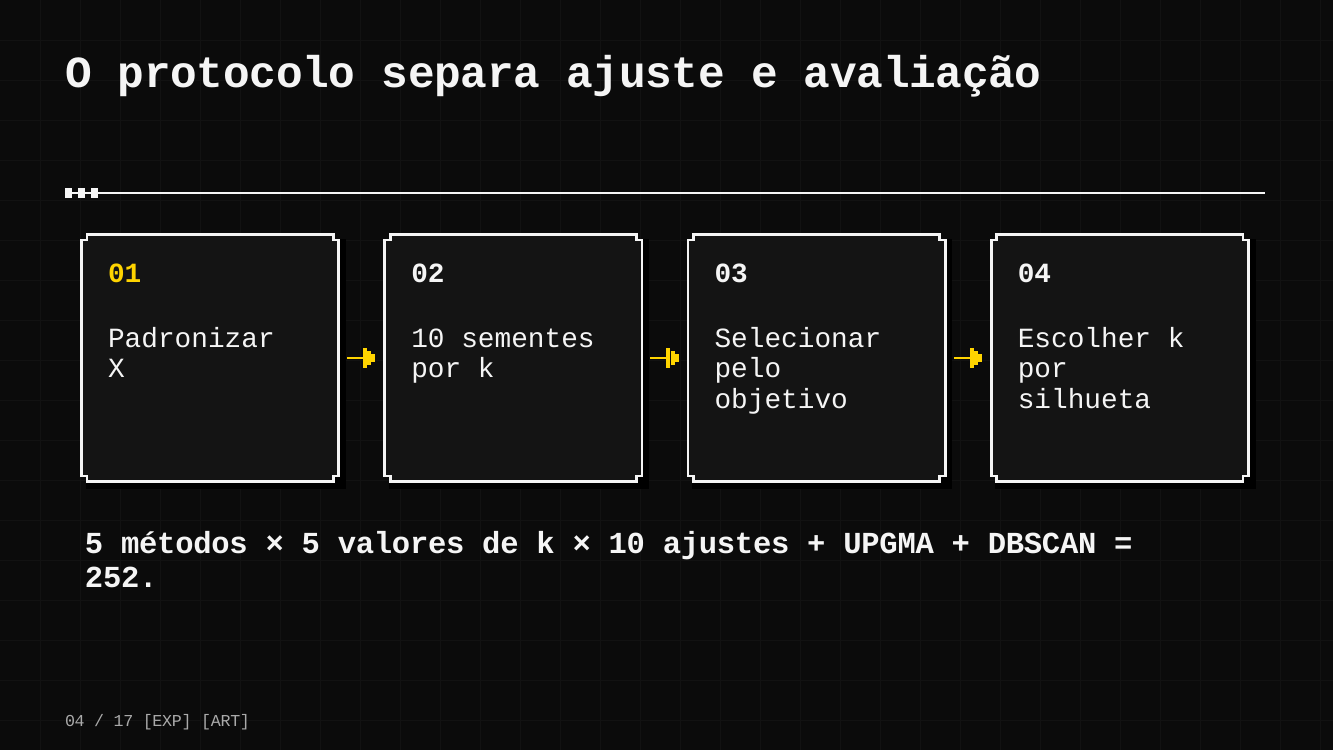 O protocolo separa ajuste e avaliação
01
Padronizar
X
02
10 sementes
por k
03
Selecionar
pelo
objetivo
04
Escolher k
por
silhueta
5 métodos × 5 valores de k × 10 ajustes + UPGMA + DBSCAN =
252.
04 / 17 [EXP] [ART]